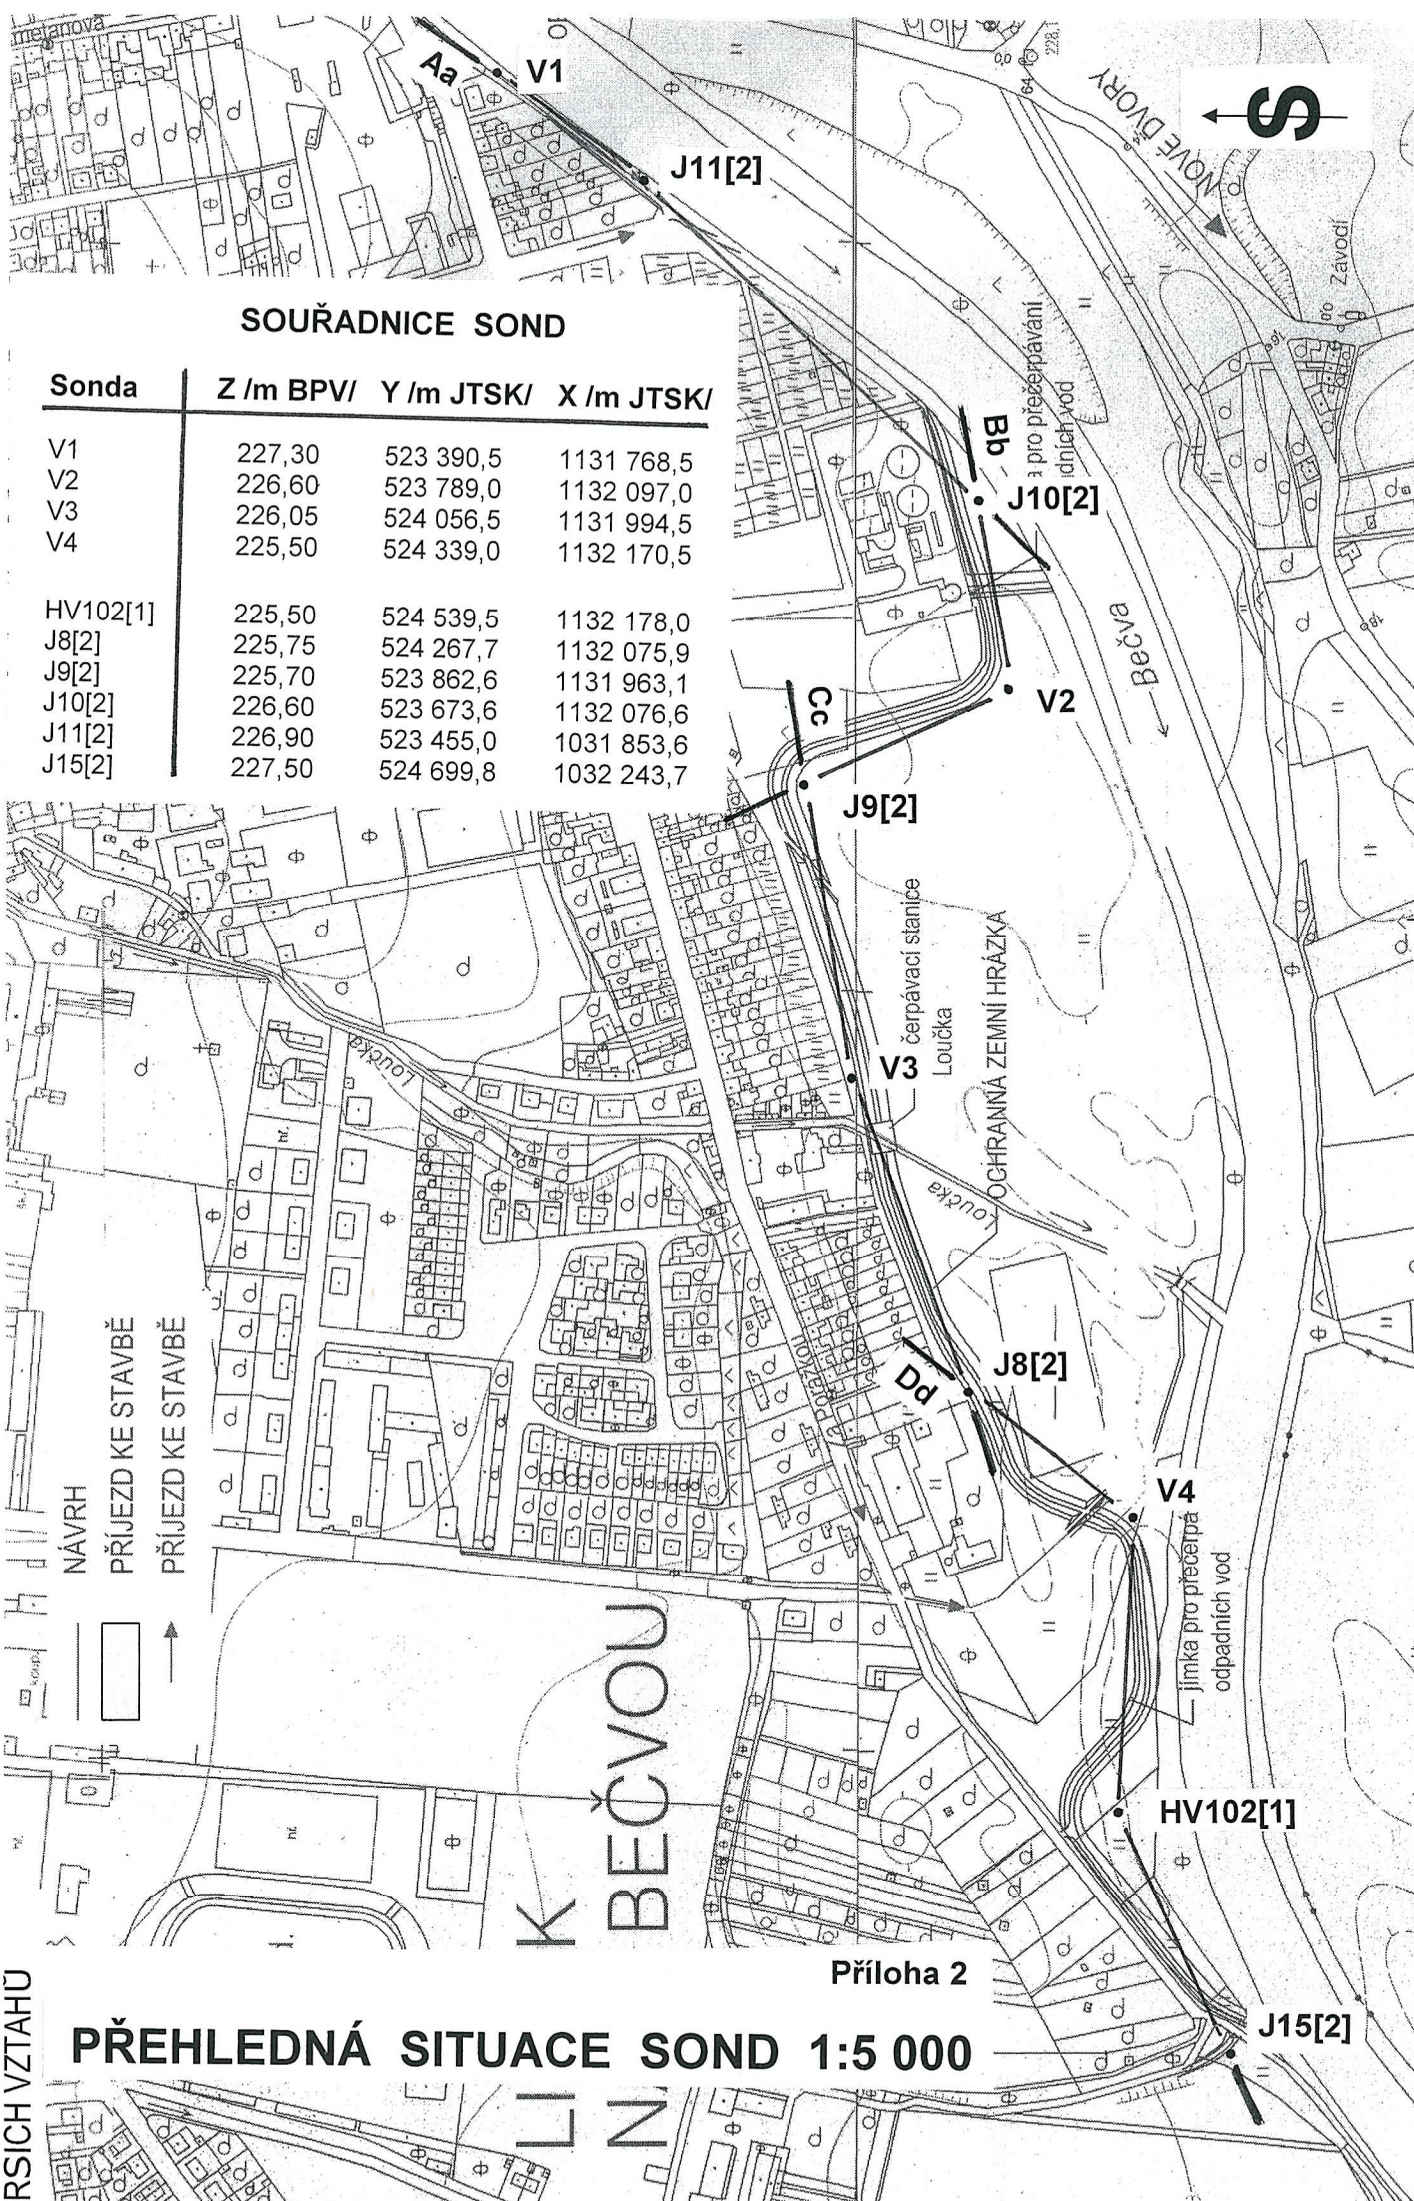 Aa
V1
J11[2]
NOVÉ DVORY
S
Závodí
228,1
64
SOUŘADNICE SOND
Sonda Z /m BPV/ Y /m JTSK/ X /m JTSK/
V1 227,30 523 390,5 1131 768,5
V2 226,60 523 789,0 1132 097,0
V3 226,05 524 056,5 1131 994,5
V4 225,50 524 339,0 1132 170,5
HV102[1] 225,50 524 539,5 1132 178,0
J8[2] 225,75 524 267,7 1132 075,9
J9[2] 225,70 523 862,6 1131 963,1
J10[2] 226,60 523 673,6 1132 076,6
J11[2] 226,90 523 455,0 1031 853,6
J15[2] 227,50 524 699,8 1032 243,7
Bb
pro přečerpávání
vod
J10[2]
Bečva
V2
Cc
J9[2]
čerpávací stanice
Loučka
V3
OCHRANNÁ ZEMNÍ HRÁZKA
Loučka
Loučka
J8[2]
Dd
V4
jímka pro přečerpá
odpadních vod
NÁVRH
PŘÍJEZD KE STAVBĚ
PŘÍJEZD KE STAVBĚ
HV102[1]
BEČVOU
Příloha 2
PŘEHLEDNÁ SITUACE SOND 1:5 000
J15[2]
RSICH VZTAHŮ